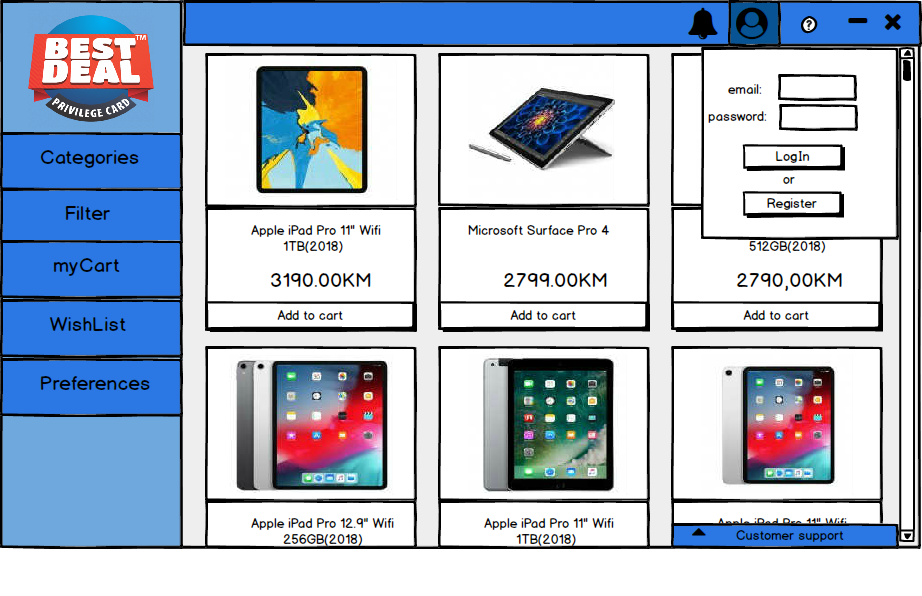 BEST
DEAL™
PRIVILEGE CARD
Categories
Filter
myCart
WishList
Preferences
?
email:
password:
LogIn
or
Register
Apple iPad Pro 11" Wifi
1TB(2018)
3190.00KM
Add to cart
Microsoft Surface Pro 4
2799.00KM
Add to cart
512GB(2018)
2790,00KM
Add to cart
Apple iPad Pro 12.9" Wifi
256GB(2018)
Apple iPad Pro 11" Wifi
1TB(2018)
Apple iPad Pro 11" Wifi
Customer support